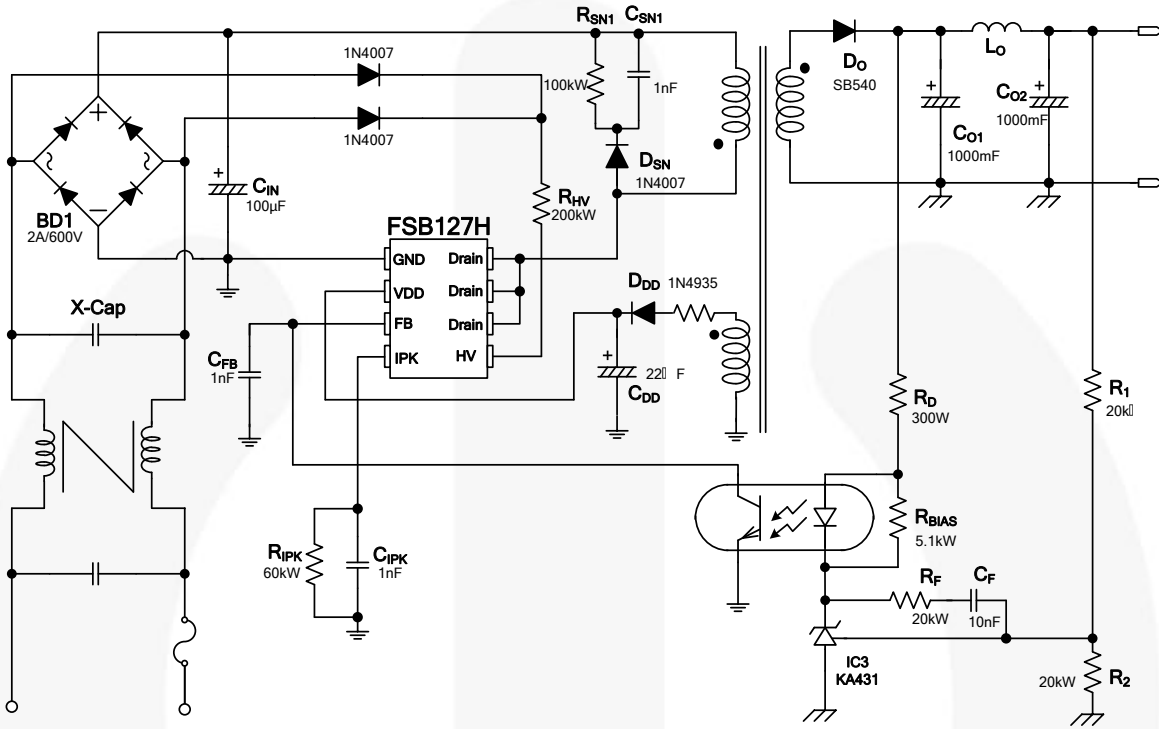 RSN1 CSN1
1N4007
100kW
1nF
1N4007
DSN
1N4007
DO
SB540
LO
CO1
1000mF
CO2
1000mF
+
+
+
−
~
~
BD1
2A/600V
+
CIN
100µF
RHV
200kW
FSB127H
GND Drain
VDD Drain
FB Drain
IPK HV
X-Cap
CFB
1nF
DDD 1N4935
+
22▯ F
CDD
RD
300W
R1
20k▯
RBIAS
5.1kW
RIPK
60kW
CIPK
1nF
RF
20kW
CF
10nF
IC3
KA431
20kW
R2